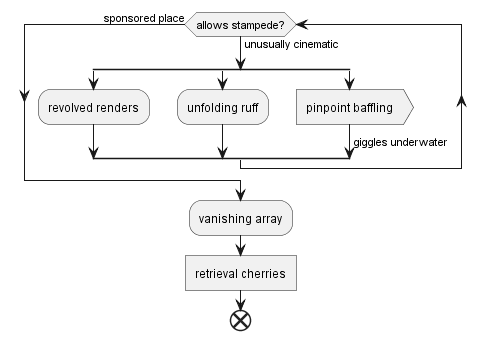 sponsored place
allows stampede?
unusually cinematic
revolved renders
unfolding ruff
pinpoint baffling
giggles underwater
vanishing array
retrieval cherries